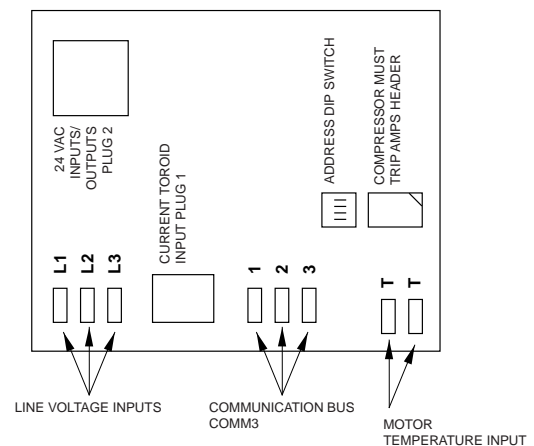 24 VAC
INPUTS/
OUTPUTS
PLUG 2
CURRENT TOROID
INPUT PLUG 1
ADDRESS DIP SWITCH
COMPRESSOR MUST
TRIP AMPS HEADER
L1
L2
L3
1
2
3
T
T
LINE VOLTAGE INPUTS
COMMUNICATION BUS
COMM3
MOTOR
TEMPERATURE INPUT